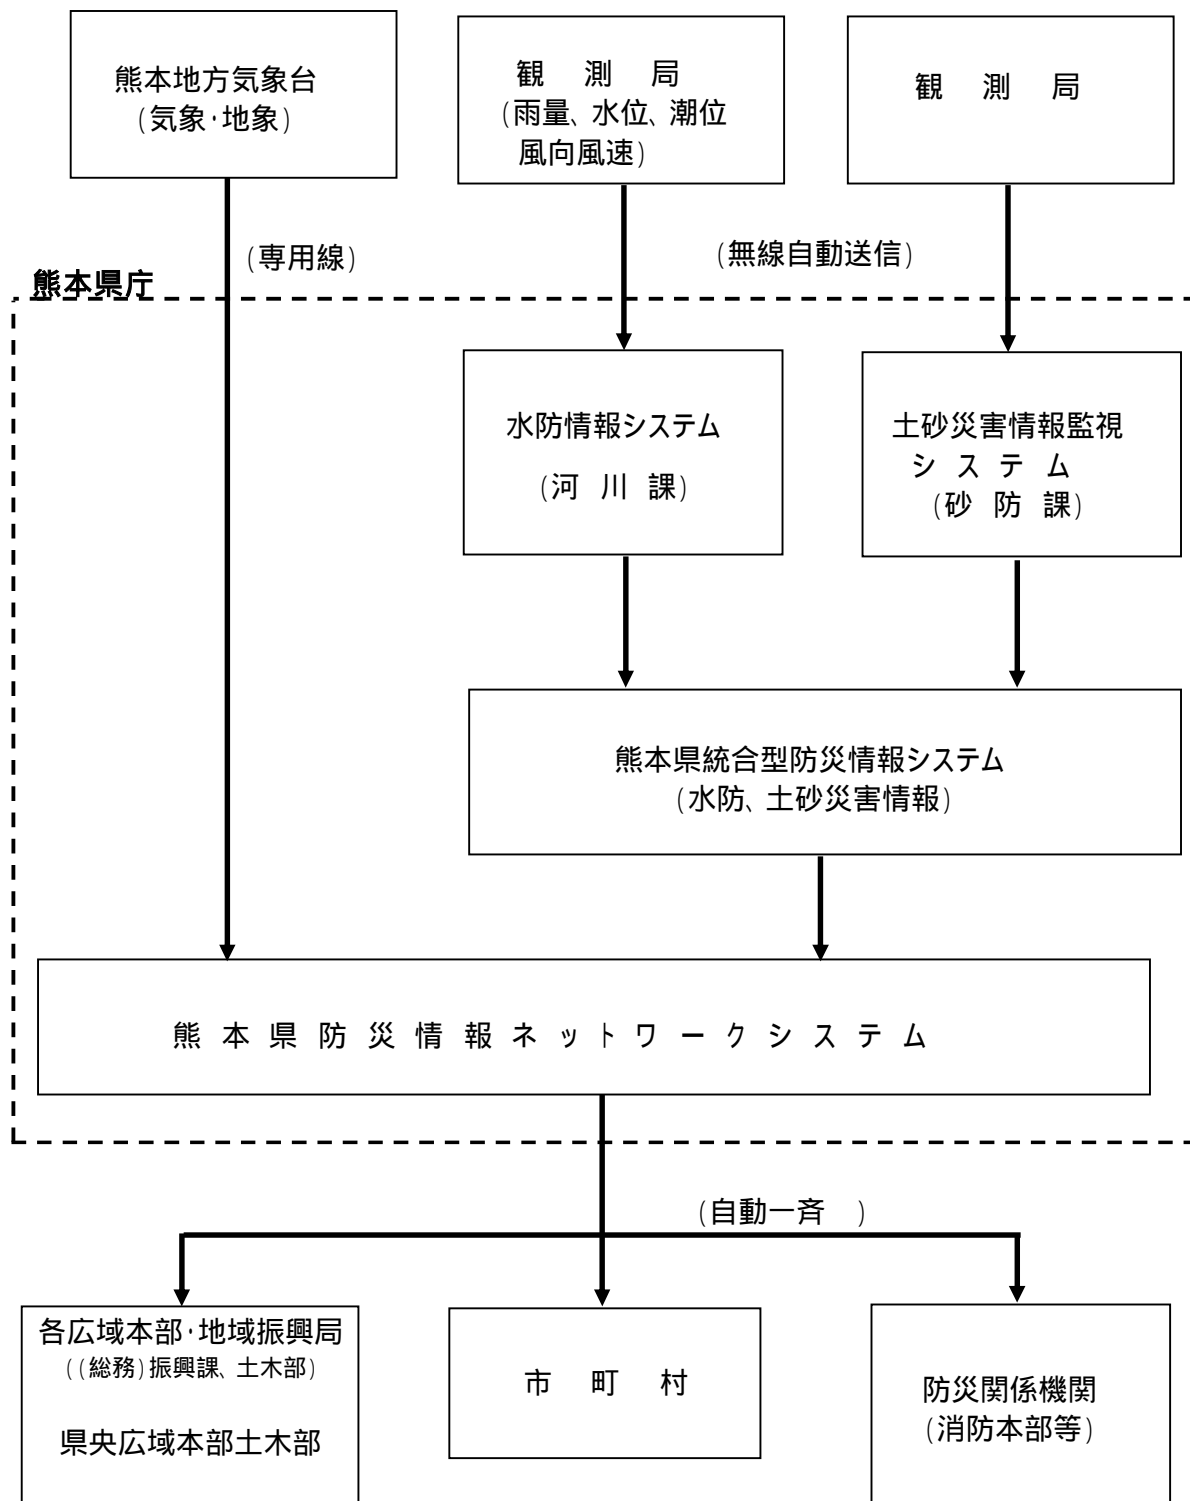 熊本地方気象台
(気象・地象)
観測局
(雨量、水位、潮位
風向風速)
観測局
(専用線)
(無線自動送信)
熊本県庁
水防情報システム
(河川課)
土砂災害情報監視
システム
(砂防課)
熊本県統合型防災情報システム
(水防、土砂災害情報)
熊本県防災情報ネットワークシステム
(自動一斉 )
各広域本部・地域振興局
((総務)振興課、土木部)
県央広域本部土木部
市町村
防災関係機関
(消防本部等)